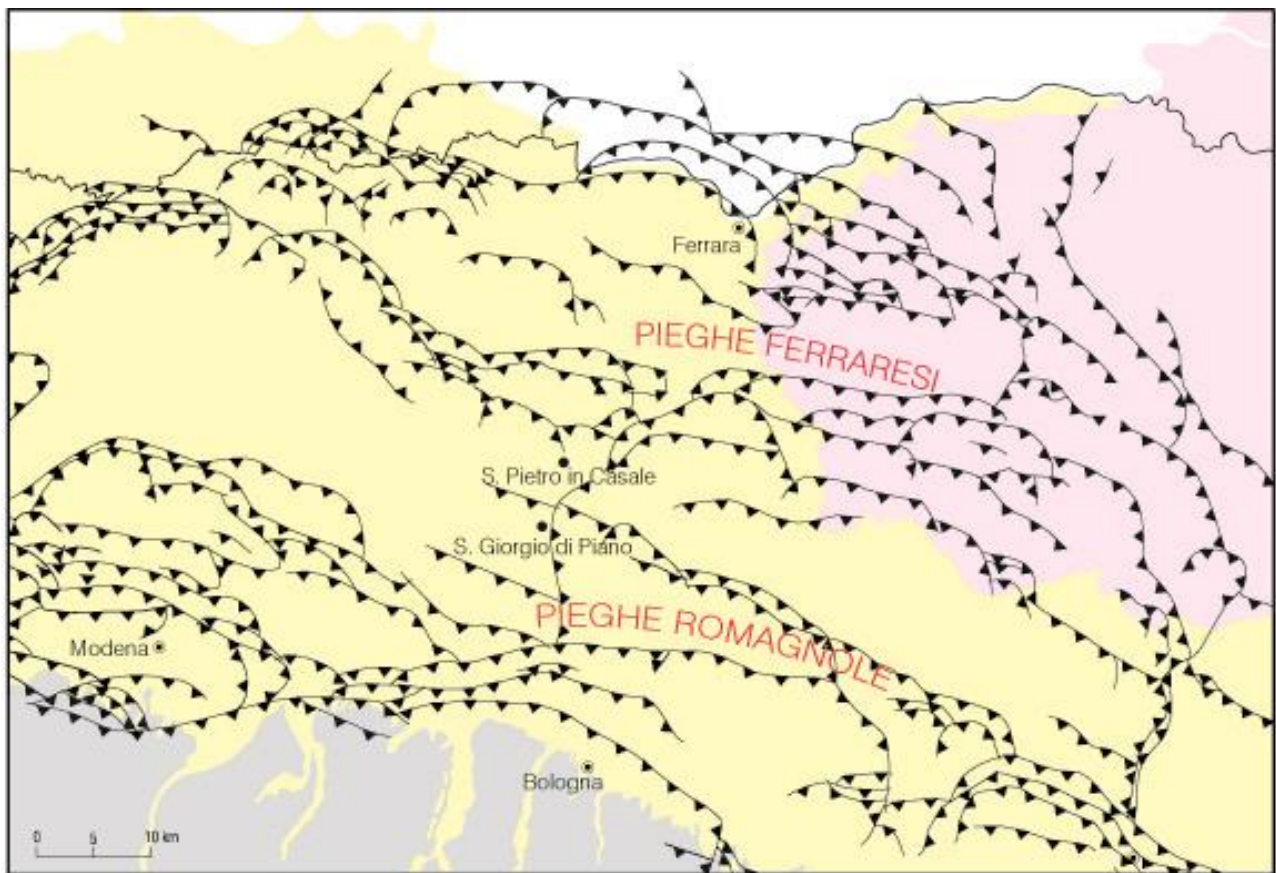 Ferrara
PIEGHE FERRARESI
S. Pietro in Casale
S. Giorgio di Piano
PIEGHE ROMAGNOLE
Modena
Bologna
0 5 10 km